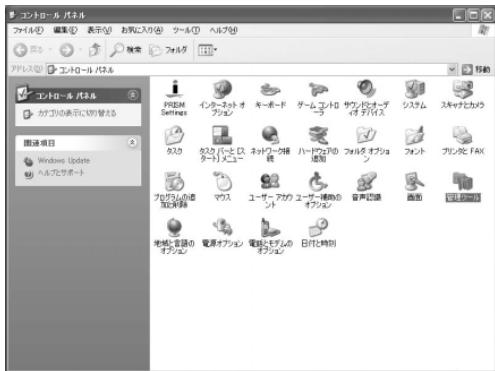 コントロール パネル
ファイル(F) 編集(E) 表示(V) お気に入り(A) ツール(T) ヘルプ(H)
戻る 検索 フォルダ
アドレス(D) コントロール パネル 移動
コントロール パネル
カテゴリの表示に切り替える
関連項目
Windows Update
ヘルプとサポート
PRISM Settings
インターネット オプション
キーボード
ゲーム コントローラ
サウンドとオーディオ デバイス
システム
スキャナとカメラ
タスク
タスク バーと [スタート] メニュー
ネットワーク接続
ハードウェアの追加
フォルダ オプション
フォント
プリンタと FAX
プログラムの追加と削除
マウス
ユーザー アカウント
ユーザー補助のオプション
音声認識
画面
管理ツール
地域と言語のオプション
電源オプション
電話とモデムのオプション
日付と時刻